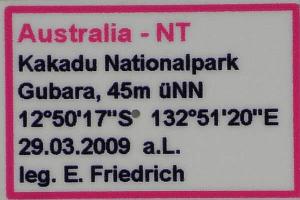 Australia - NT
Kakadu Nationalpark
Gubara, 45m üNN
12°50'17"S 132°51'20"E
29.03.2009 a.L.
leg. E. Friedrich